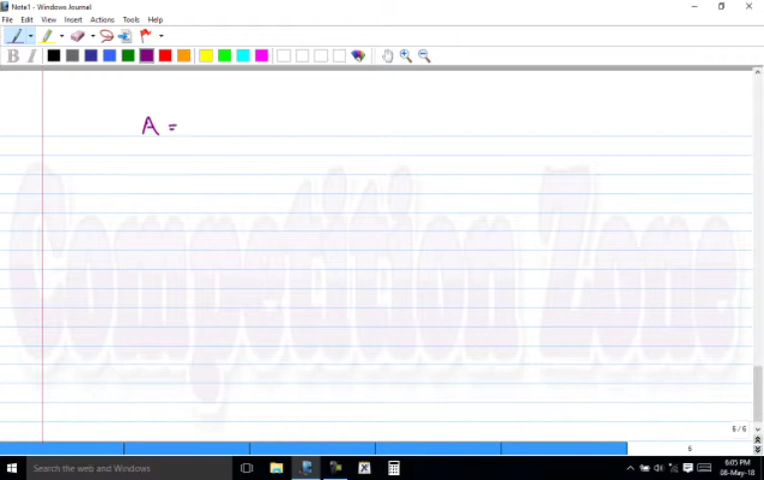 Note1 - Windows Journal
File Edit View Insert Actions Tools Help
B I
A =
Competition Zone
6 / 6
6
Search the web and Windows
6:05 PM
08-May-18